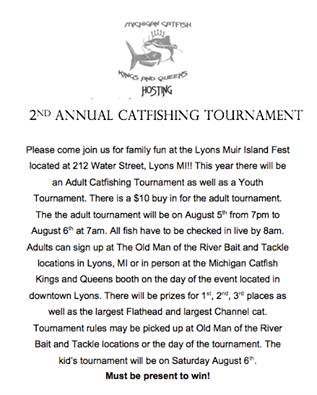 MICHIGAN CATFISH
KINGS AND QUEENS
HOSTING
2ND ANNUAL CATFISHING TOURNAMENT
Please come join us for family fun at the Lyons Muir Island Fest
located at 212 Water Street, Lyons MI!! This year there will be
an Adult Catfishing Tournament as well as a Youth
Tournament. There is a $10 buy in for the adult tournament.
The the adult tournament will be on August 5th from 7pm to
August 6th at 7am. All fish have to be checked in live by 8am.
Adults can sign up at The Old Man of the River Bait and Tackle
locations in Lyons, MI or in person at the Michigan Catfish
Kings and Queens booth on the day of the event located in
downtown Lyons. There will be prizes for 1st, 2nd, 3rd places as
well as the largest Flathead and largest Channel cat.
Tournament rules may be picked up at Old Man of the River
Bait and Tackle locations or the day of the tournament. The
kid's tournament will be on Saturday August 6th.
Must be present to win!